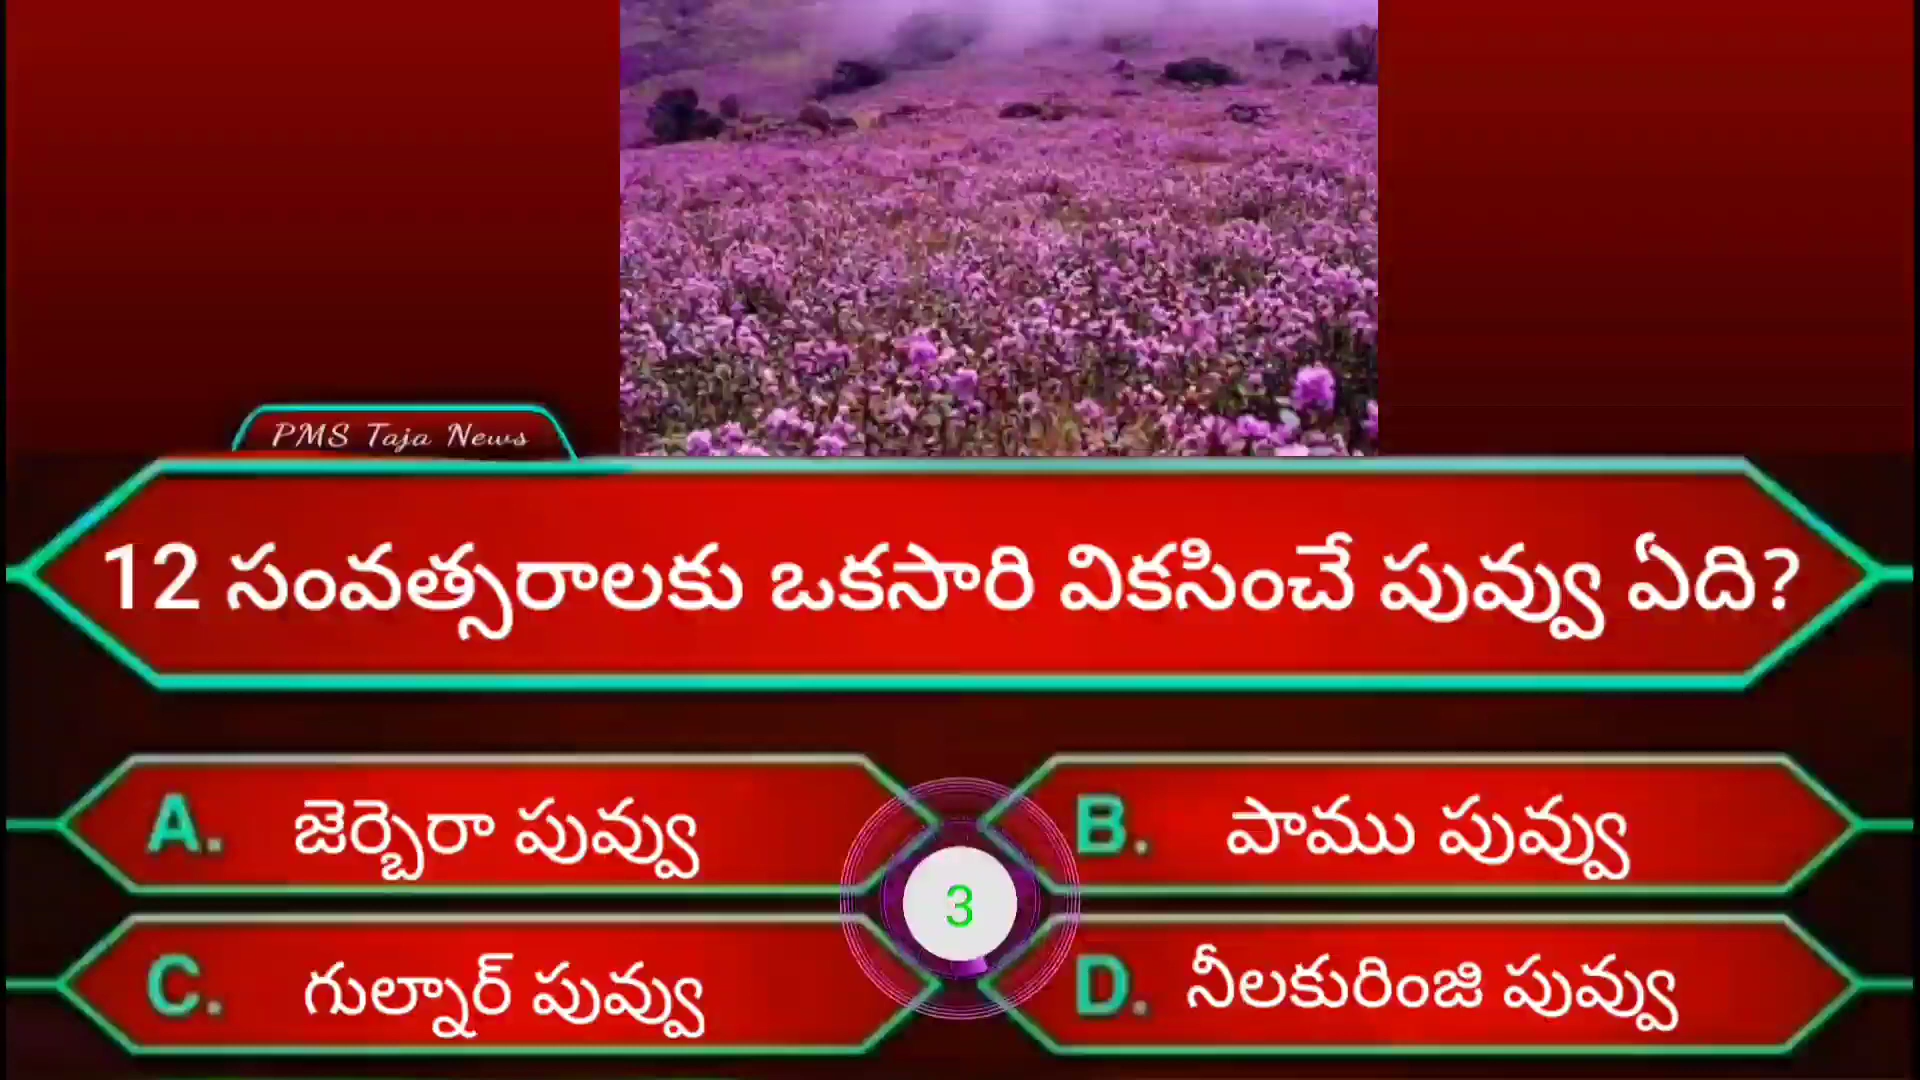 PMS Taja News
12 సంవత్సరాలకు ఒకసారి వికసించే పువ్వు ఏది?
A. జెర్బెరా పువ్వు
B. పాము పువ్వు
3
C. గుల్నార్ పువ్వు
D. నీలకురింజి పువ్వు